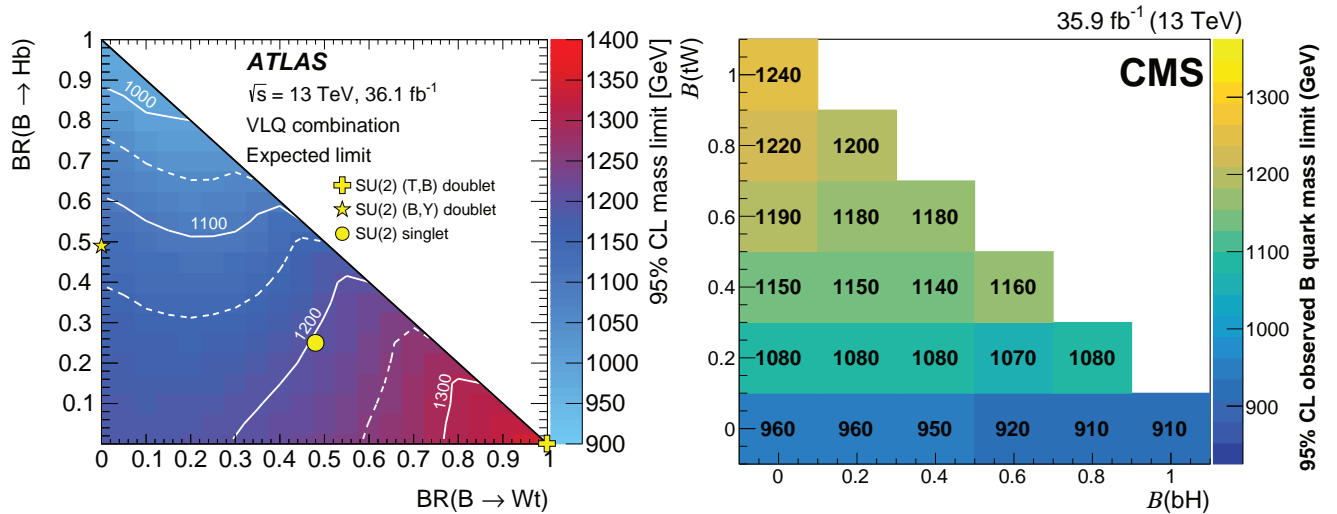 35.9 fb⁻¹ (13 TeV)
ATLAS
√s = 13 TeV, 36.1 fb⁻¹
VLQ combination
Expected limit
SU(2) (T,B) doublet
SU(2) (B,Y) doublet
SU(2) singlet
1000
1100
1200
1300
BR(B → Hb)
1
0.9
0.8
0.7
0.6
0.5
0.4
0.3
0.2
0.1
0 0.1 0.2 0.3 0.4 0.5 0.6 0.7 0.8 0.9 1
BR(B → Wt)
1400
1350
1300
1250
1200
1150
1100
1050
1000
950
900
95% CL mass limit [GeV]
CMS
B(tW)
1
0.8
0.6
0.4
0.2
0
1240
1220 1200
1190 1180 1180
1150 1150 1140 1160
1080 1080 1080 1070 1080
960 960 950 920 910 910
0 0.2 0.4 0.6 0.8 1
B(bH)
1300
1200
1100
1000
900
95% CL observed B quark mass limit (GeV)